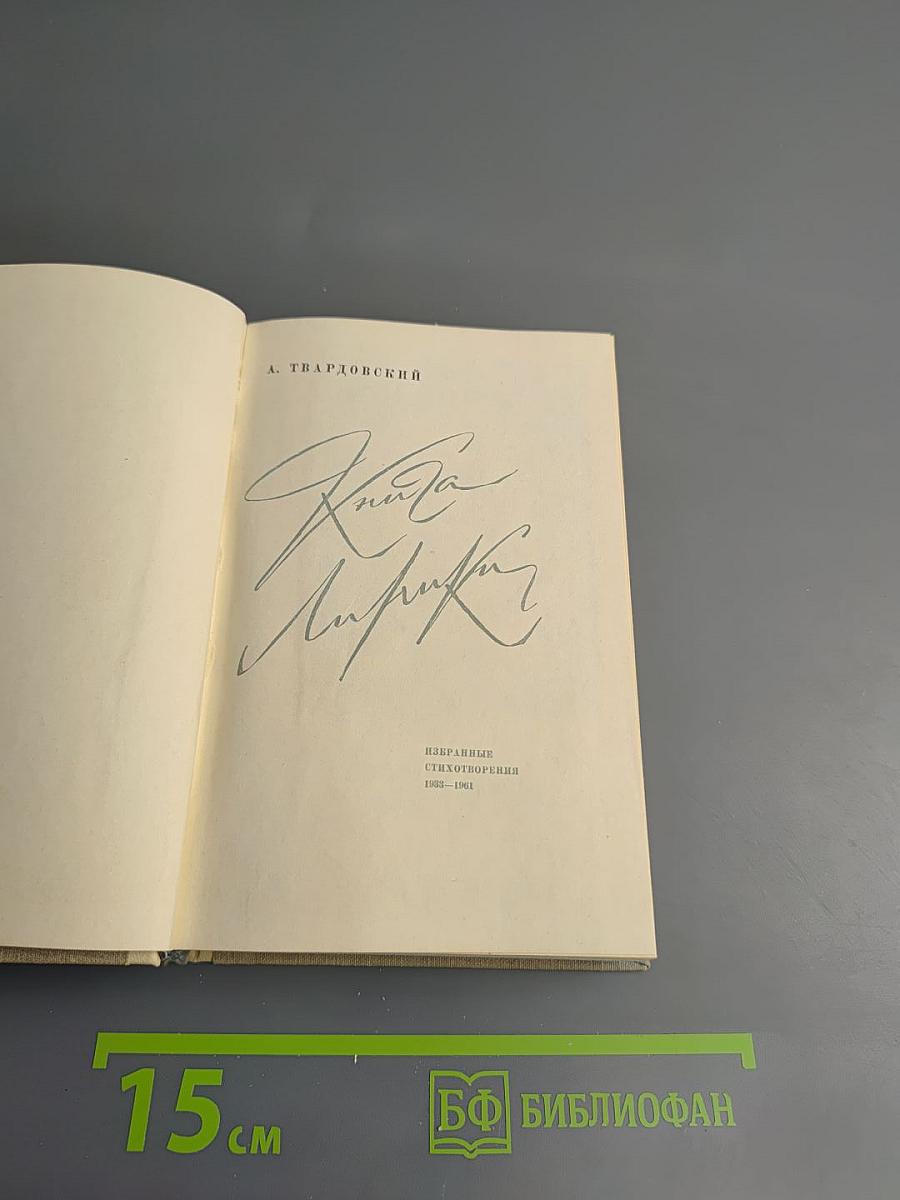 А. ТВАРДОВСКИЙ
Книга
Лирики
ИЗБРАННЫЕ
СТИХОТВОРЕНИЯ
1933—1961
15 см
БФ БИБЛИОФАН